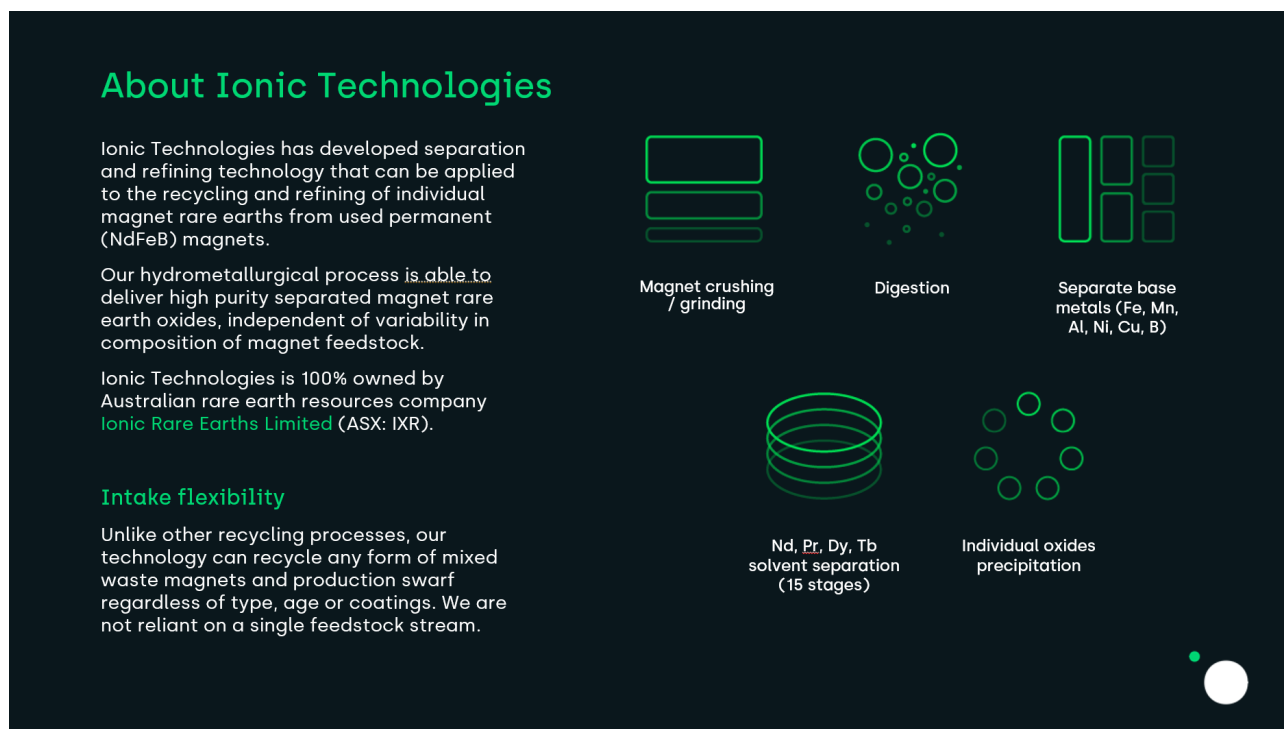 About Ionic Technologies
Ionic Technologies has developed separation
and refining technology that can be applied
to the recycling and refining of individual
magnet rare earths from used permanent
(NdFeB) magnets.
Our hydrometallurgical process is able to
deliver high purity separated magnet rare
earth oxides, independent of variability in
composition of magnet feedstock.
Ionic Technologies is 100% owned by
Australian rare earth resources company
Ionic Rare Earths Limited (ASX: IXR).
Intake flexibility
Unlike other recycling processes, our
technology can recycle any form of mixed
waste magnets and production swarf
regardless of type, age or coatings. We are
not reliant on a single feedstock stream.
Magnet crushing
/ grinding
Digestion
Separate base
metals (Fe, Mn,
Al, Ni, Cu, B)
Nd, Pr, Dy, Tb
solvent separation
(15 stages)
Individual oxides
precipitation